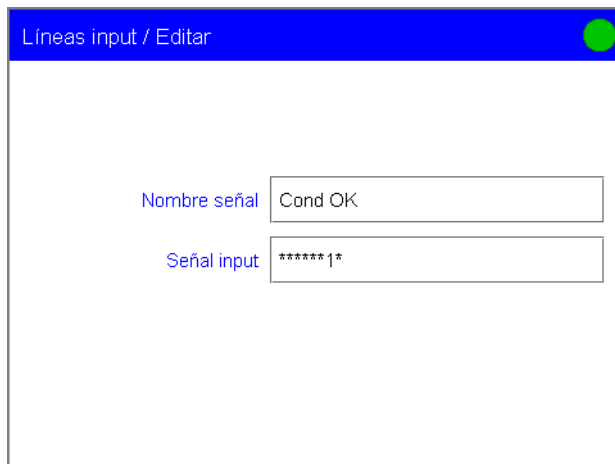 Líneas input / Editar
Nombre señal Cond OK
Señal input ******1*